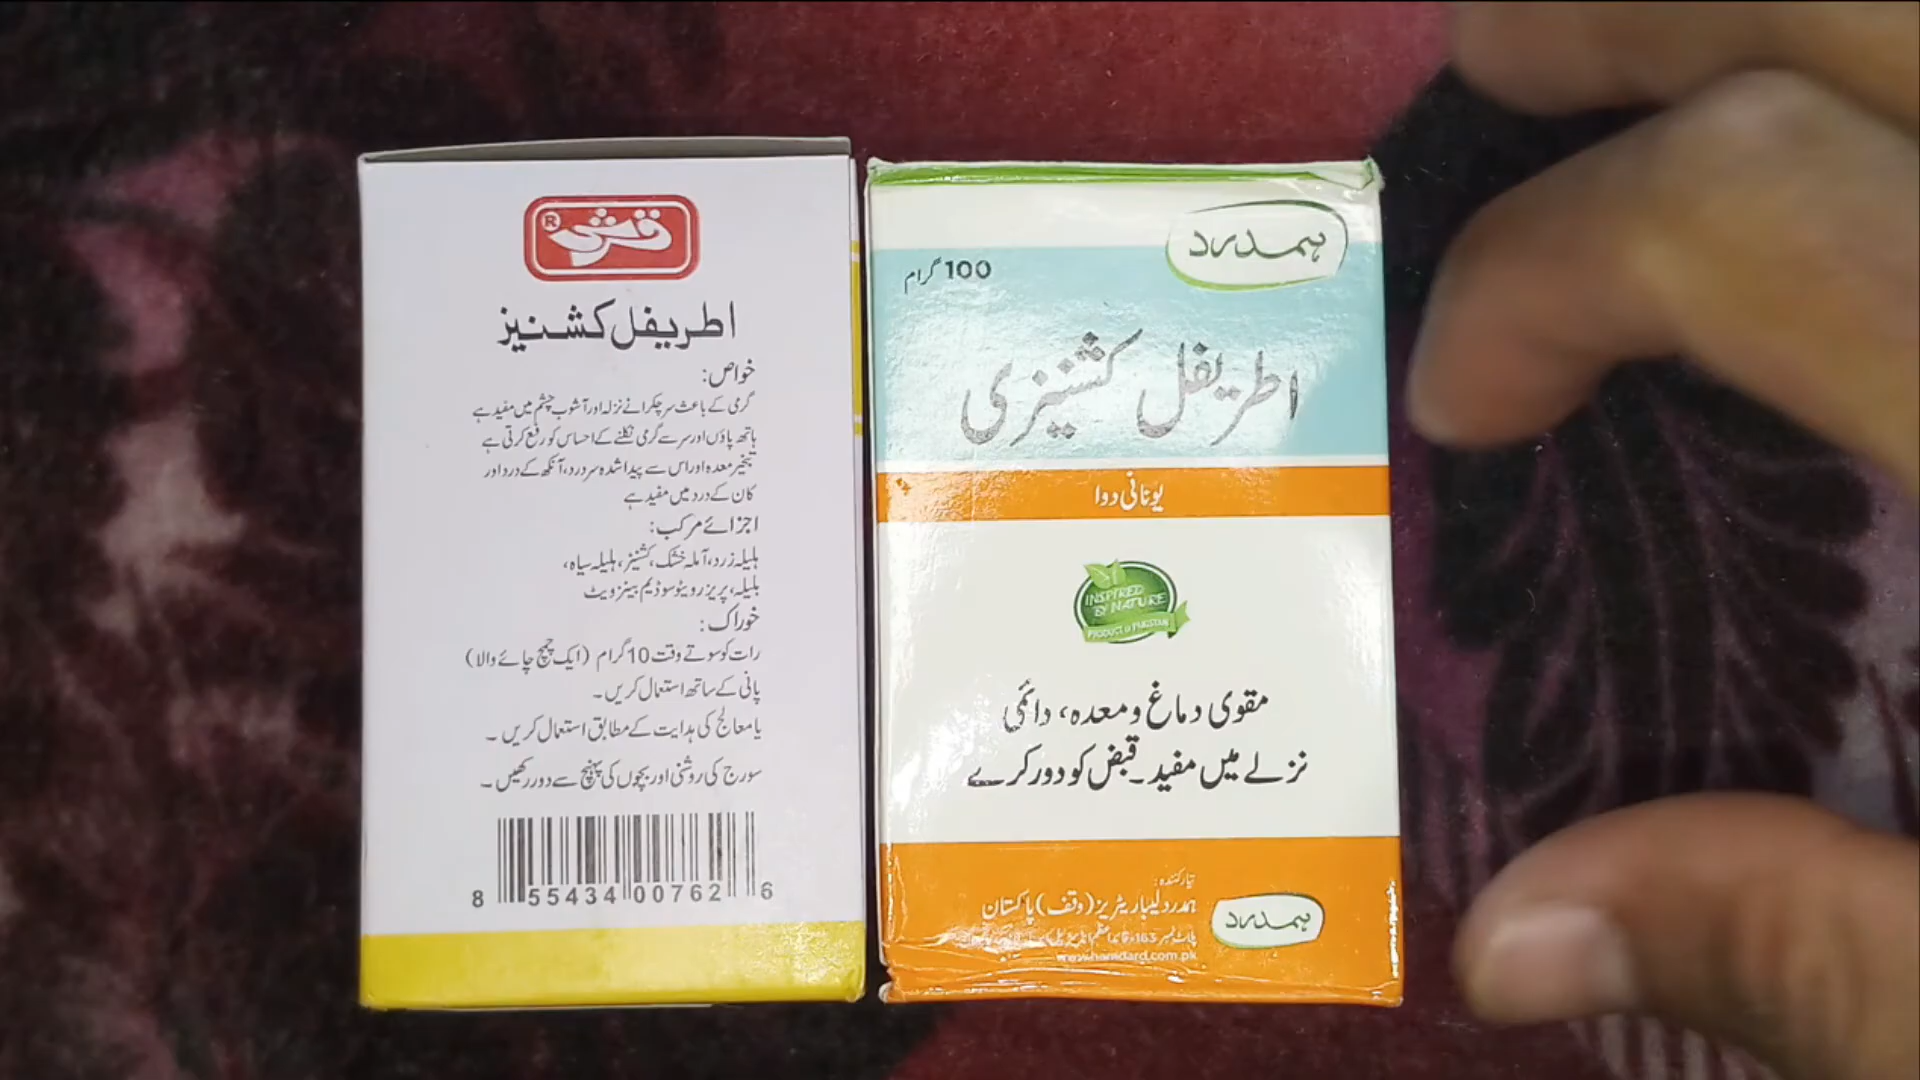 قرشی ®
اطریفل کشنیز
خواص:
گرمی کے باعث سر چکرانے نزلہ اور آشوب چشم میں مفید ہے
ہاتھ پاؤں اور سر سے گرمی نکلنے کے احساس کو رفع کرتی ہے
تبخیر معدہ اور اس سے پیدا شدہ سر درد، آنکھ کے درد اور
کان کے درد میں مفید ہے
اجزائے مرکب:
ہلیلہ زرد، آملہ خشک، کشنیز، ہلیلہ سیاہ،
بلیلہ، پریزرویٹو سوڈیم بینزویٹ
خوراک:
رات کو سوتے وقت 10 گرام (ایک چمچ چائے والا)
پانی کے ساتھ استعمال کریں۔
یا معالج کی ہدایت کے مطابق استعمال کریں۔
سورج کی روشنی اور بچوں کی پہنچ سے دور رکھیں۔
8 55434 00762 6
ہمدرد
100 گرام
اطریفل کشنیزی
یونانی دوا
INSPIRED
BY NATURE
PRODUCT OF PAKISTAN
مقوی دماغ و معدہ، دائمی
نزلے میں مفید۔ قبض کو دور کرے
تیار کنندہ:
ہمدرد لیباریٹریز (وقف) پاکستان
ہمدرد
پلاٹ نمبر 163،
www.hamdard.com.pk